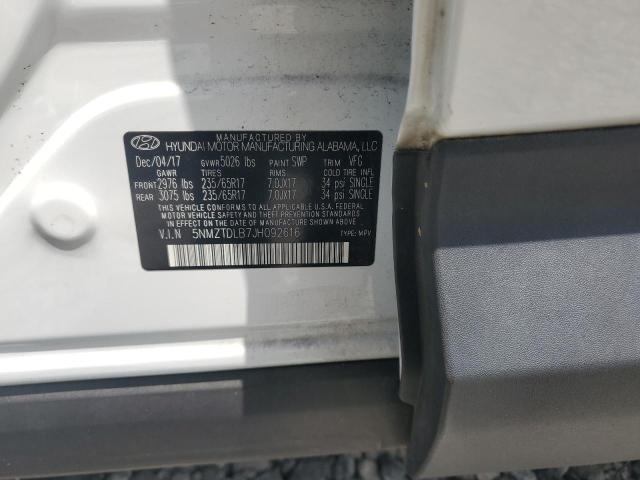 MANUFACTURED BY
HYUNDAI MOTOR MANUFACTURING ALABAMA, LLC
Dec/04/17 GVWR 5026 lbs PAINT SWP TRIM VFG
GAWR TIRES RIMS COLD TIRE INFL.
FRONT 2976 lbs 235/65R17 7.0JX17 34 psi SINGLE
REAR 3075 lbs 235/65R17 7.0JX17 34 psi SINGLE
THIS VEHICLE CONFORMS TO ALL APPLICABLE U.S.A. FEDERAL
MOTOR VEHICLE SAFETY AND THEFT PREVENTION STANDARDS IN
EFFECT ON THE DATE OF MANUFACTURE SHOWN ABOVE.
V.I.N 5NMZTDLB7JH092616 TYPE: MPV